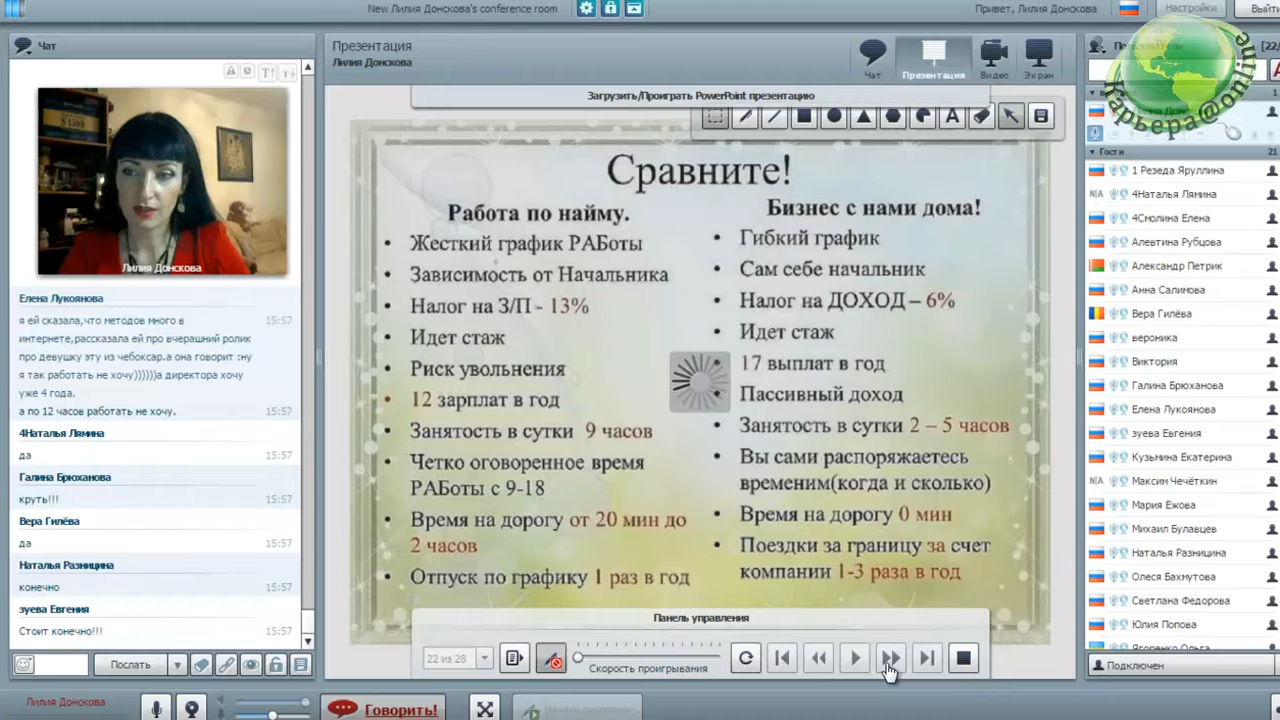 New Лилия Донскова's conference room
Привет, Лилия Донскова
Настройки
Выйти
Чат
Лилия Донскова
Елена Лукоянова
я ей сказала,что методов много в 15:57
интернете,рассказала ей про вчерашний ролик
про девушку эту из чебоксар.а она говорит :ну
я так работать не хочу))))))а директора хочу
уже 4 года.
а по 12 часов работать не хочу. 15:57
4Наталья Лямина
да 15:57
Галина Брюханова
круть!!! 15:57
Вера Гилёва
да 15:57
Наталья Разницина
конечно 15:57
зуева Евгения
Стоит конечно!!! 15:57
Послать
Лилия Донскова
Говорить!
Презентация
Лилия Донскова
Чат
Презентация
Видео
Экран
Загрузить/Проиграть PowerPoint презентацию
Сравните!
Работа по найму.
Жесткий график РАБоты
Зависимость от Начальника
Налог на З/П - 13%
Идет стаж
Риск увольнения
12 зарплат в год
Занятость в сутки 9 часов
Четко оговоренное время
РАБоты с 9-18
Время на дорогу от 20 мин до
2 часов
Отпуск по графику 1 раз в год
Бизнес с нами дома!
Гибкий график
Сам себе начальник
Налог на ДОХОД – 6%
Идет стаж
17 выплат в год
Пассивный доход
Занятость в сутки 2 – 5 часов
Вы сами распоряжаетесь
временим(когда и сколько)
Время на дорогу 0 мин
Поездки за границу за счет
компании 1-3 раза в год
Панель управления
22 из 26
Скорость проигрывания
[22/
Карьера@online
1
Гости 21
1 Резеда Яруллина
N/A 4Наталья Лямина
4Смолина Елена
Алевтина Рубцова
Александр Петрик
Анна Салимова
Вера Гилёва
вероника
Виктория
Галина Брюханова
Елена Лукоянова
зуева Евгения
Кузьмина Екатерина
N/A Максим Чечёткин
Мария Ежова
Михаил Булавцев
Наталья Разницина
Олеся Бахмутова
Светлана Федорова
Юлия Попова
Ягоренко Ольга
Подключен